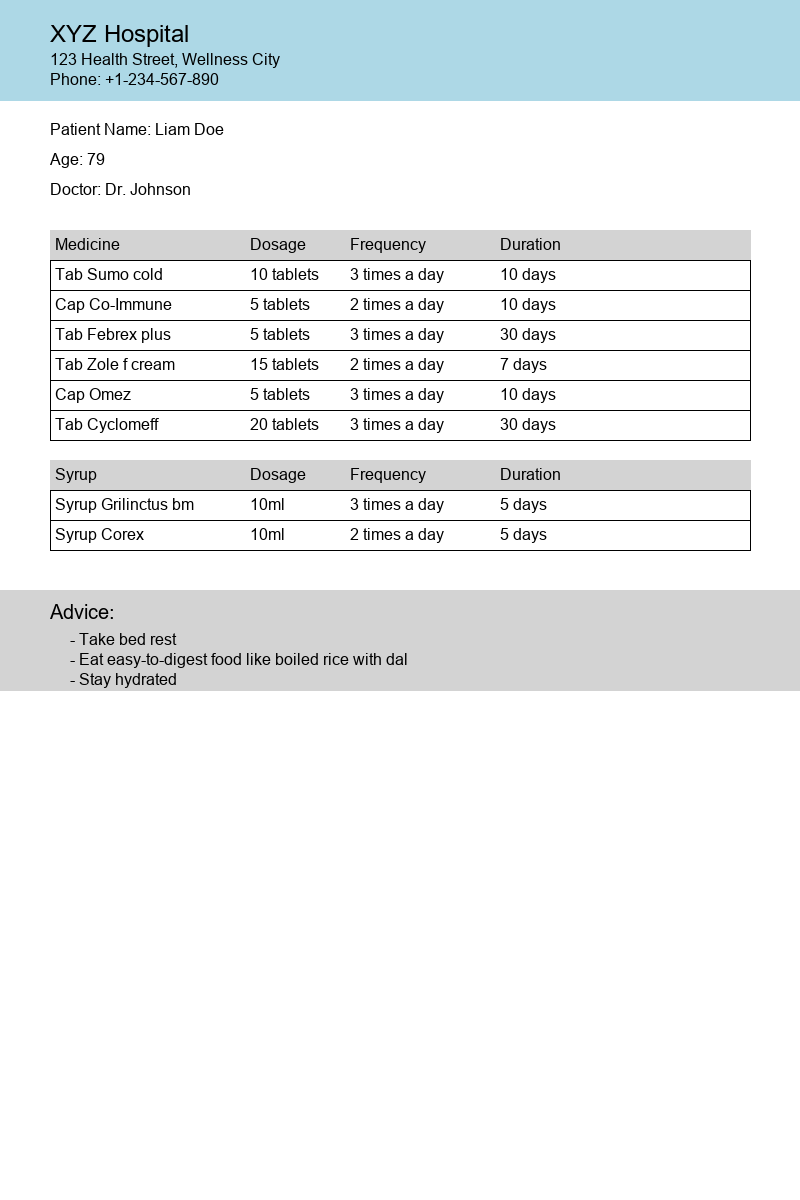 XYZ Hospital
123 Health Street, Wellness City
Phone: +1-234-567-890
Patient Name: Liam Doe
Age: 79
Doctor: Dr. Johnson
Medicine Dosage Frequency Duration
Tab Sumo cold 10 tablets 3 times a day 10 days
Cap Co-Immune 5 tablets 2 times a day 10 days
Tab Febrex plus 5 tablets 3 times a day 30 days
Tab Zole f cream 15 tablets 2 times a day 7 days
Cap Omez 5 tablets 3 times a day 10 days
Tab Cyclomeff 20 tablets 3 times a day 30 days
Syrup Dosage Frequency Duration
Syrup Grilinctus bm 10ml 3 times a day 5 days
Syrup Corex 10ml 2 times a day 5 days
Advice:
- Take bed rest
- Eat easy-to-digest food like boiled rice with dal
- Stay hydrated